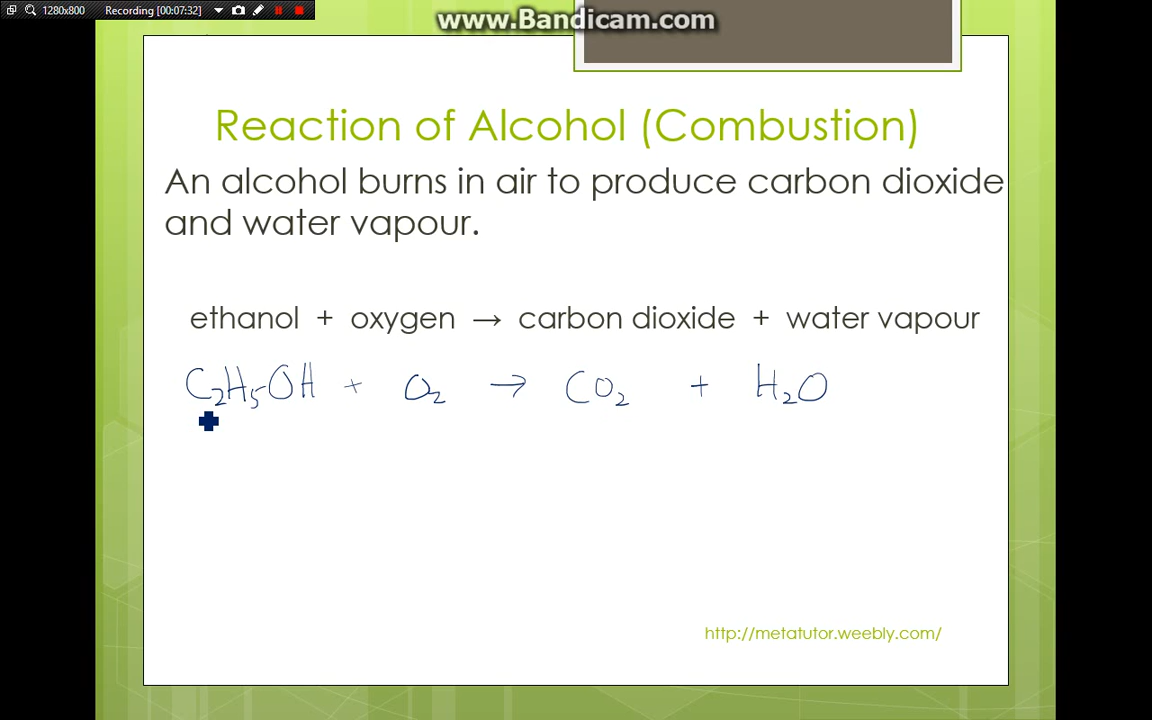 1280x800 Recording [00:07:32]
www.Bandicam.com
Reaction of Alcohol (Combustion)
An alcohol burns in air to produce carbon dioxide
and water vapour.
ethanol + oxygen → carbon dioxide + water vapour
C₂H₅OH + O₂ → CO₂ + H₂O
http://metatutor.weebly.com/